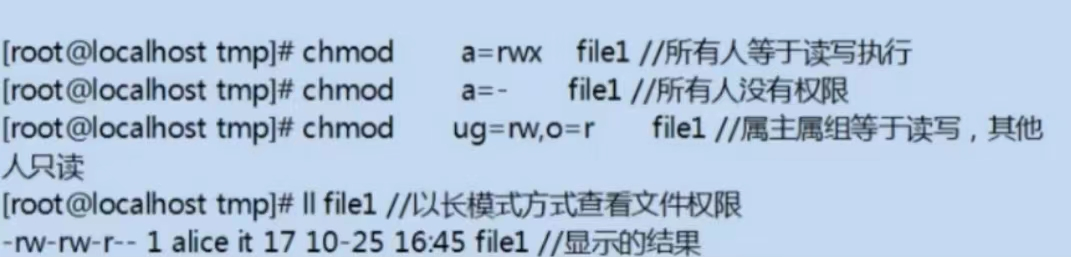 [root@localhost tmp]# chmod a=rwx file1 //所有人等于读写执行
[root@localhost tmp]# chmod a=- file1 //所有人没有权限
[root@localhost tmp]# chmod ug=rw,o=r file1 //属主属组等于读写，其他
人只读
[root@localhost tmp]# ll file1 //以长模式方式查看文件权限
-rw-rw-r-- 1 alice it 17 10-25 16:45 file1 //显示的结果